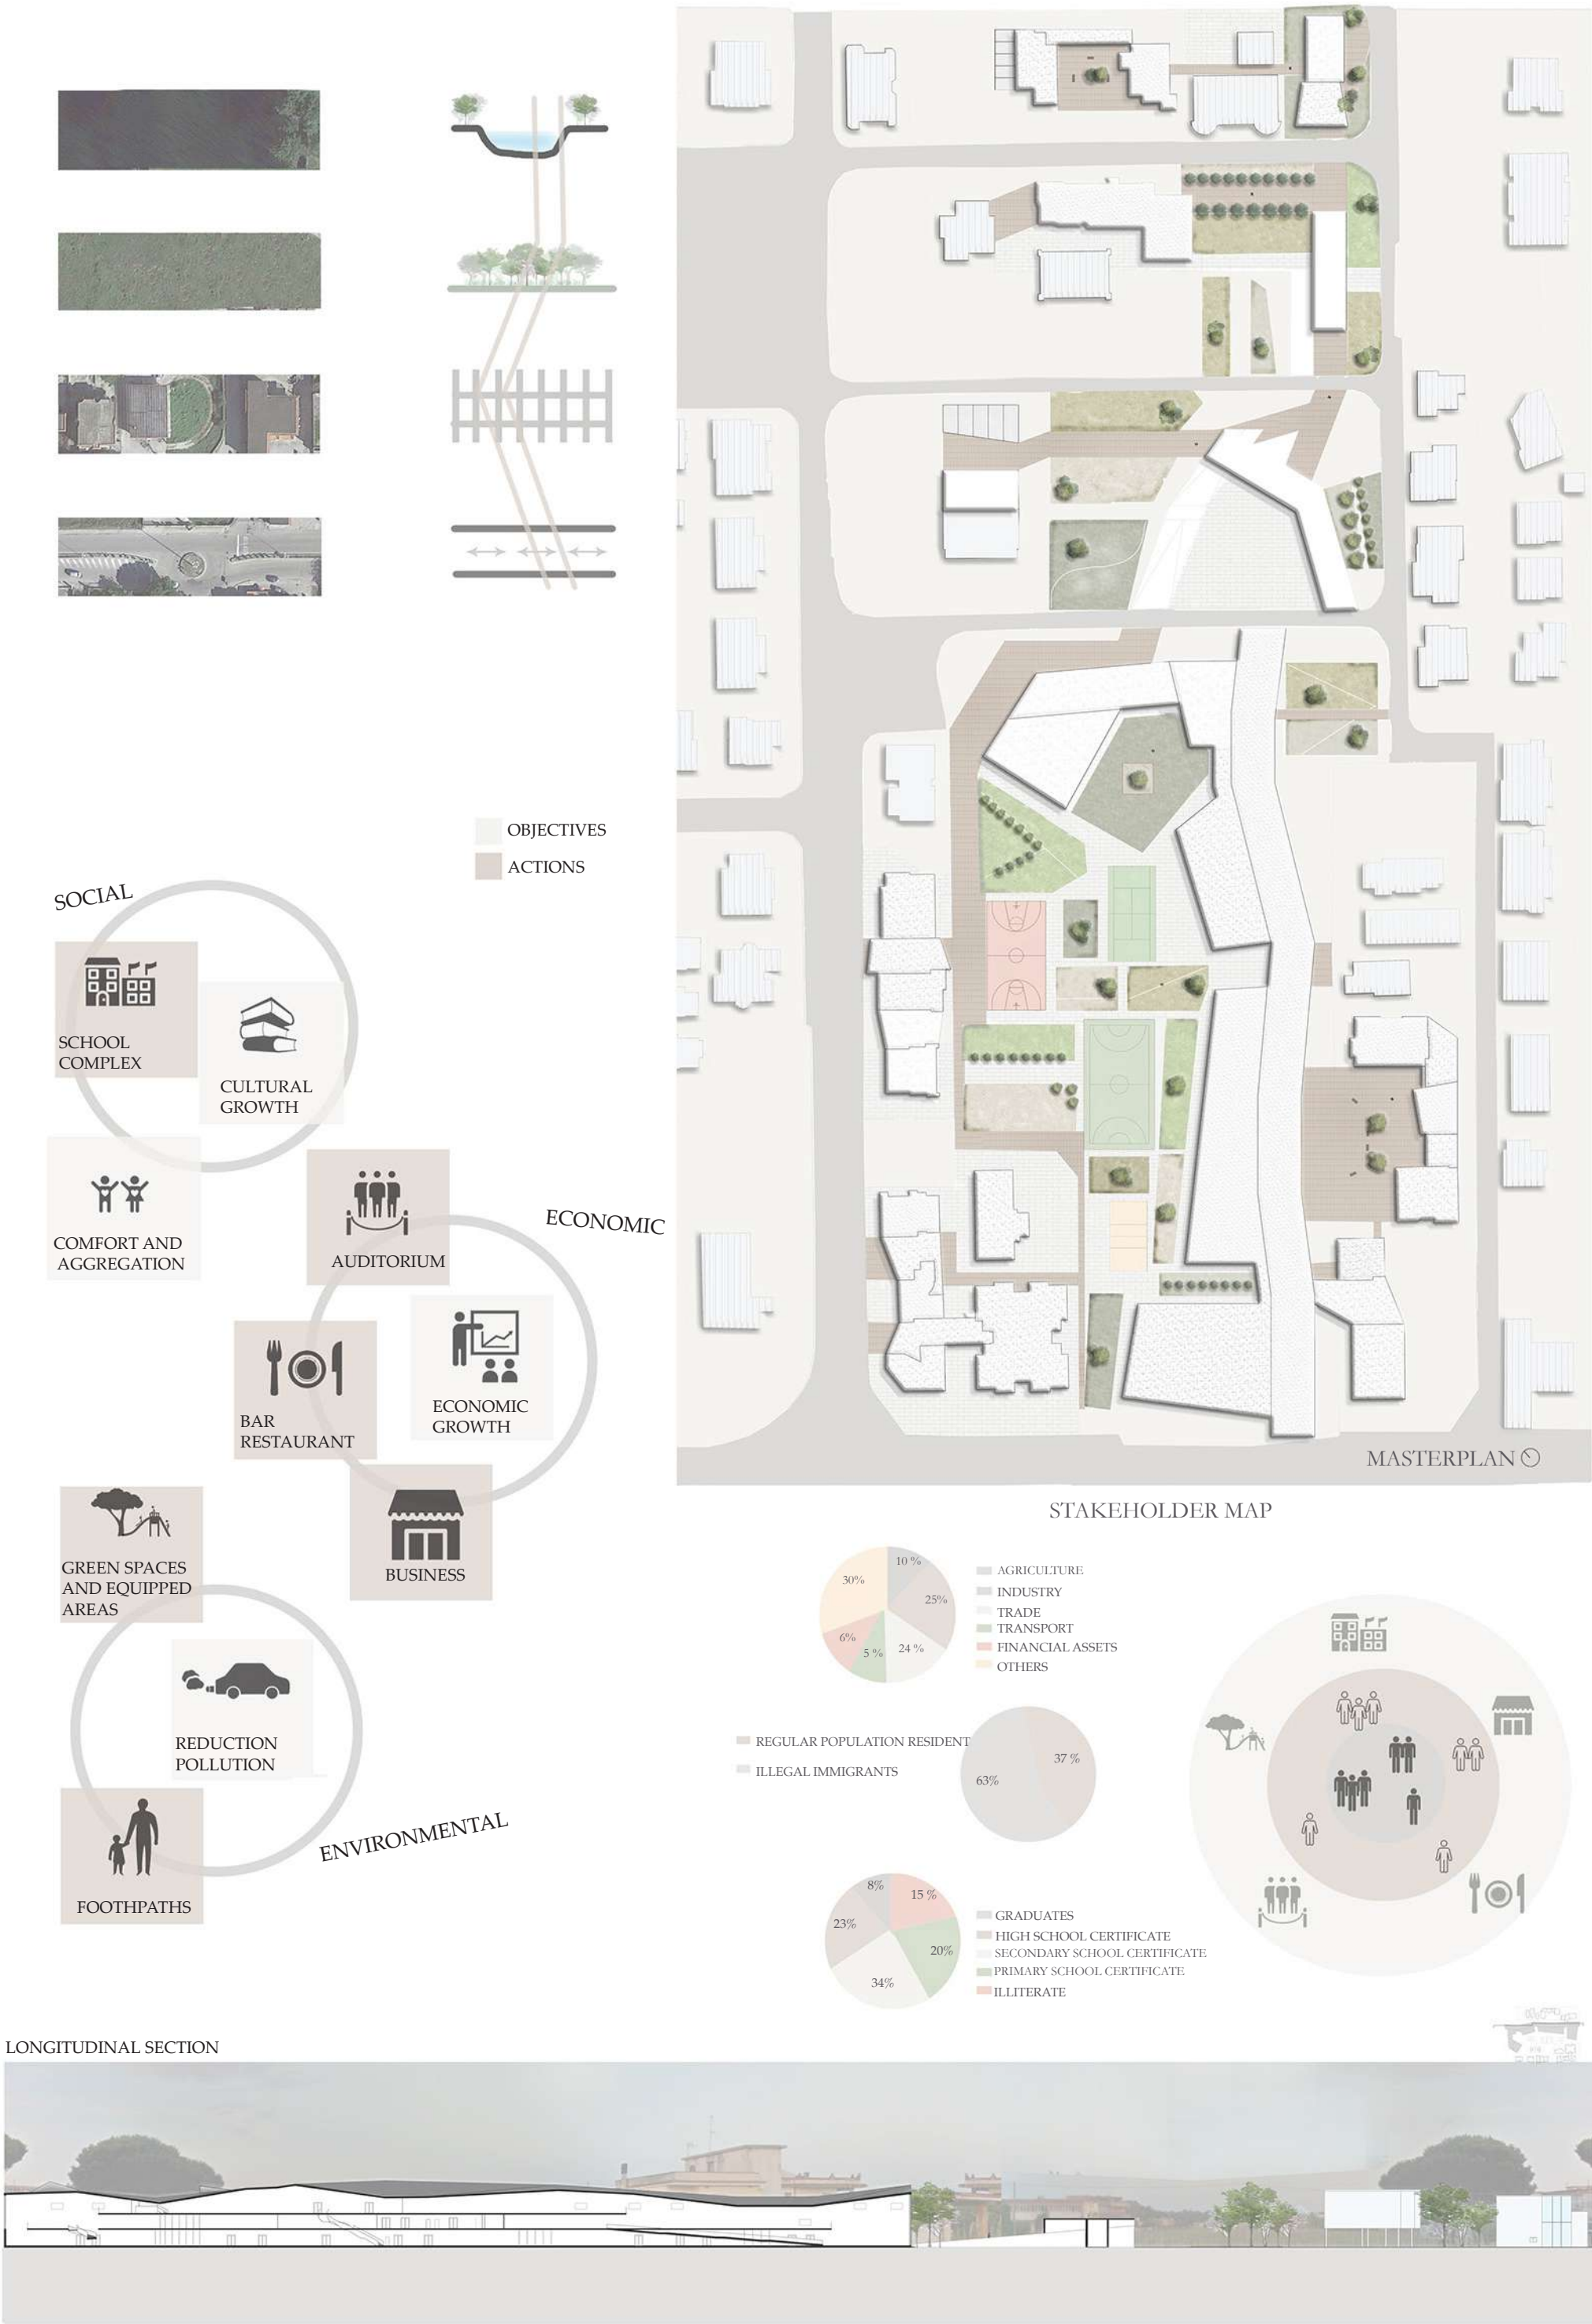 OBJECTIVES
ACTIONS
SOCIAL
SCHOOL
COMPLEX
CULTURAL
GROWTH
COMFORT AND
AGGREGATION
AUDITORIUM
ECONOMIC
BAR
RESTAURANT
ECONOMIC
GROWTH
BUSINESS
GREEN SPACES
AND EQUIPPED
AREAS
REDUCTION
POLLUTION
ENVIRONMENTAL
FOOTHPATHS
MASTERPLAN
STAKEHOLDER MAP
10 %
25%
24 %
5 %
6%
30%
AGRICULTURE
INDUSTRY
TRADE
TRANSPORT
FINANCIAL ASSETS
OTHERS
REGULAR POPULATION RESIDENT
ILLEGAL IMMIGRANTS
37 %
63%
8%
15 %
23%
20%
34%
GRADUATES
HIGH SCHOOL CERTIFICATE
SECONDARY SCHOOL CERTIFICATE
PRIMARY SCHOOL CERTIFICATE
ILLITERATE
LONGITUDINAL SECTION